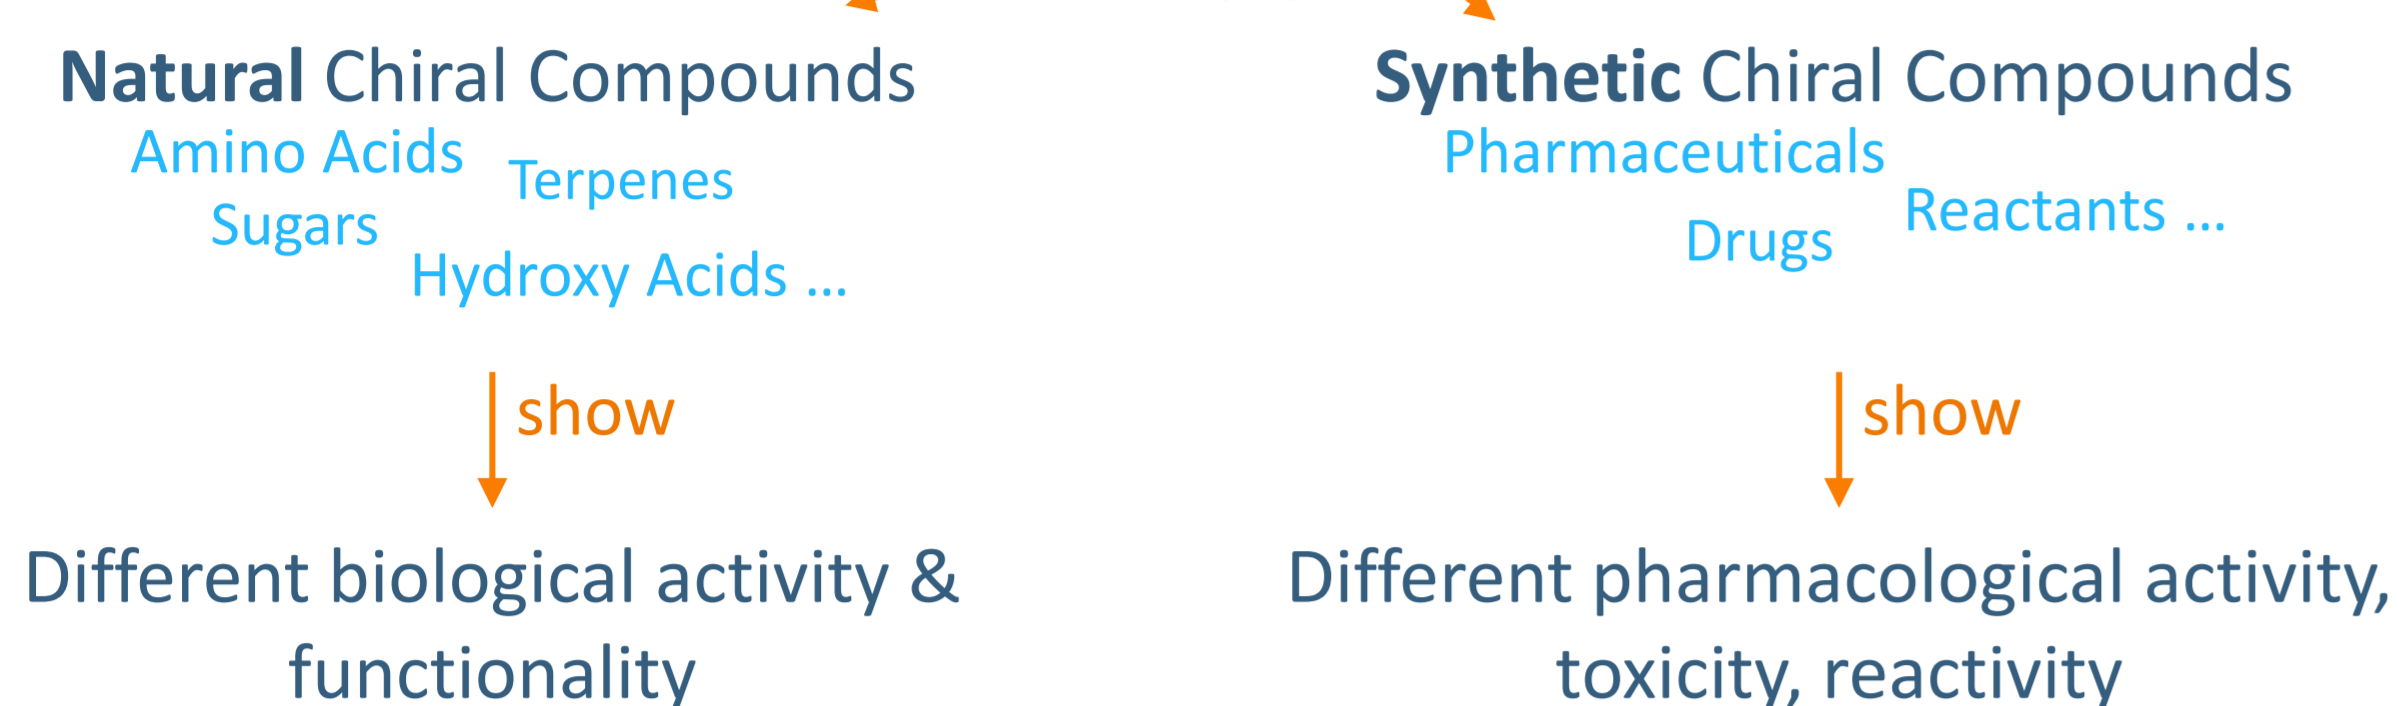 Natural Chiral Compounds
Amino Acids
Terpenes
Sugars
Hydroxy Acids ...
show
Different biological activity &
functionality
Synthetic Chiral Compounds
Pharmaceuticals
Reactants ...
Drugs
show
Different pharmacological activity,
toxicity, reactivity